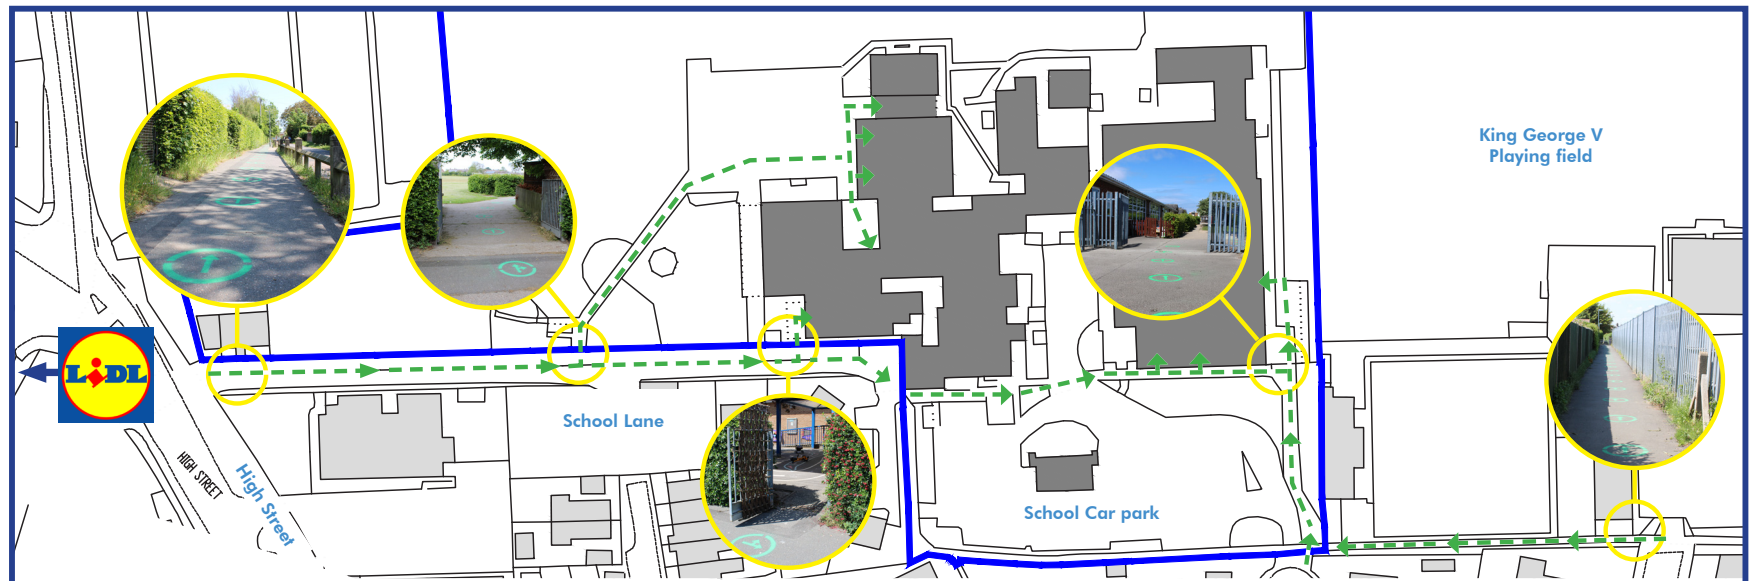 King George V
Playing field
LIDL
School Lane
HIGH STREET
High Street
School Car park